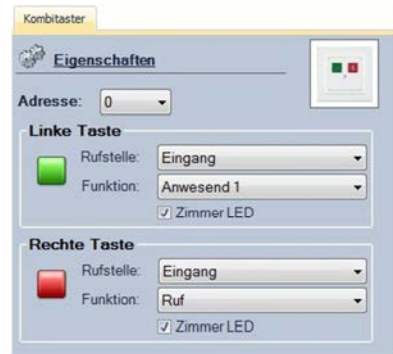 Kombitaster
Eigenschaften
Adresse: 0
Linke Taste
Rufstelle: Eingang
Funktion: Anwesend 1
Zimmer LED
Rechte Taste
Rufstelle: Eingang
Funktion: Ruf
Zimmer LED